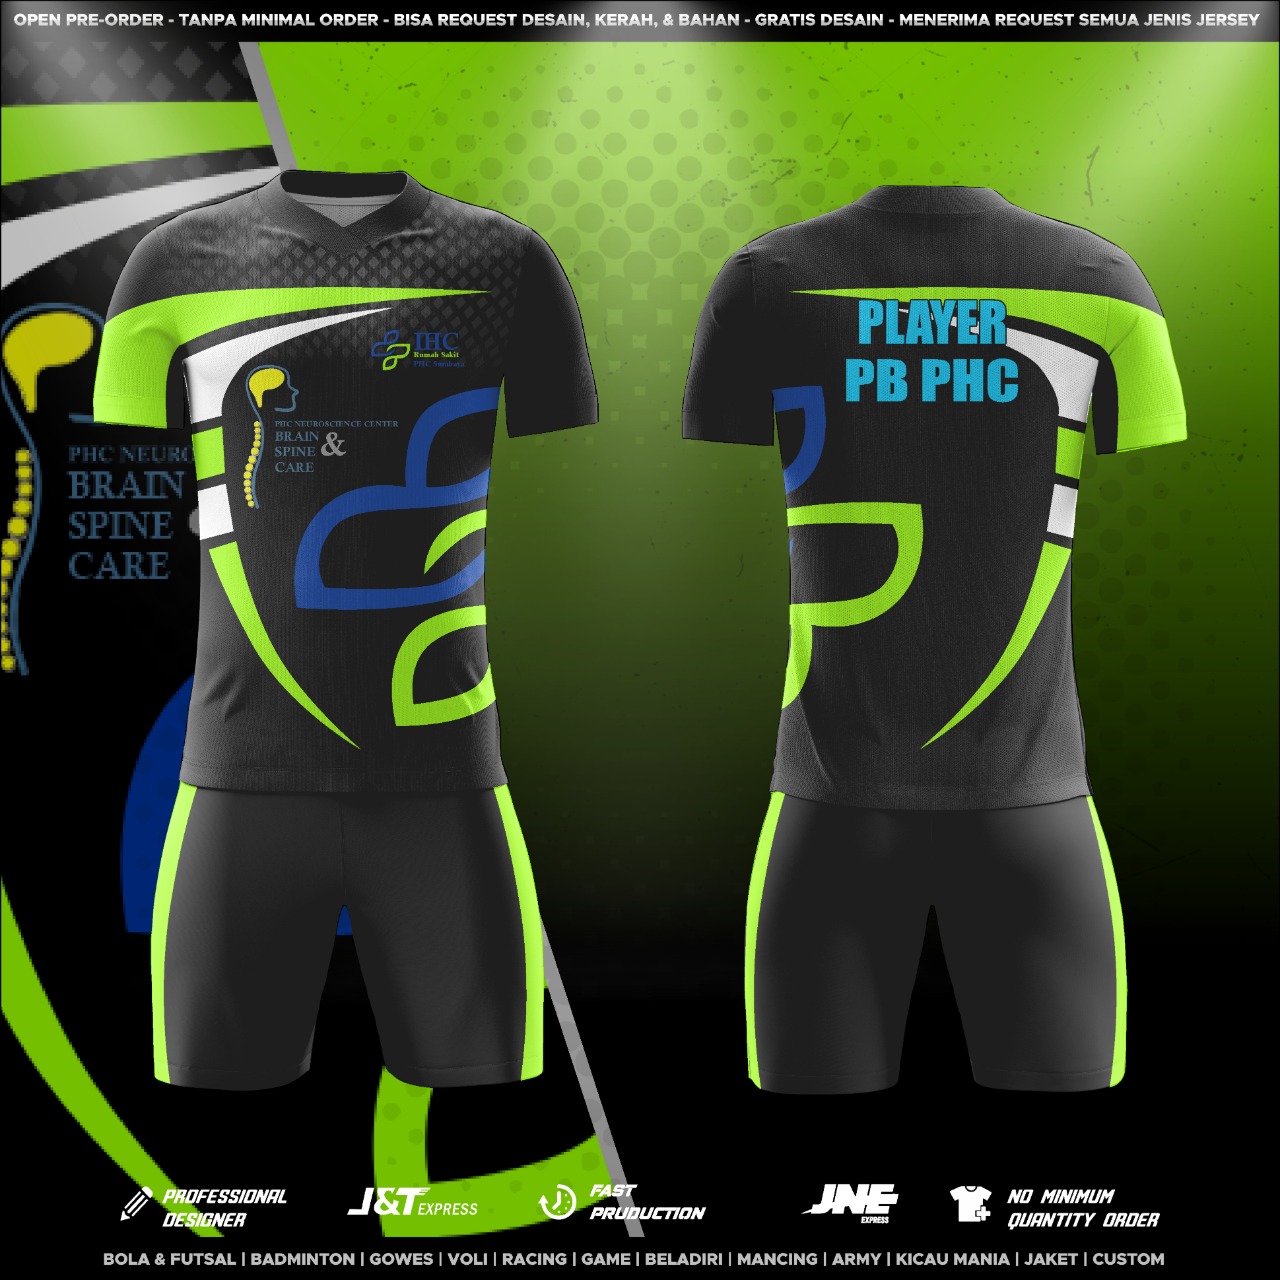 OPEN PRE-ORDER - TANPA MINIMAL ORDER - BISA REQUEST DESAIN, KERAH, & BAHAN - GRATIS DESAIN - MENERIMA REQUEST SEMUA JENIS JERSEY
IHC
Rumah Sakit
PHC Surabaya
PHC NEUROSCIENCE CENTER
BRAIN
SPINE &
CARE
PLAYER
PB PHC
PHC NEURO
BRAIN
SPINE
CARE
PROFESSIONAL
DESIGNER
J&T EXPRESS
FAST
PRUDUCTION
JNE
EXPRESS
NO MINIMUM
QUANTITY ORDER
BOLA & FUTSAL | BADMINTON | GOWES | VOLI | RACING | GAME | BELADIRI | MANCING | ARMY | KICAU MANIA | JAKET | CUSTOM